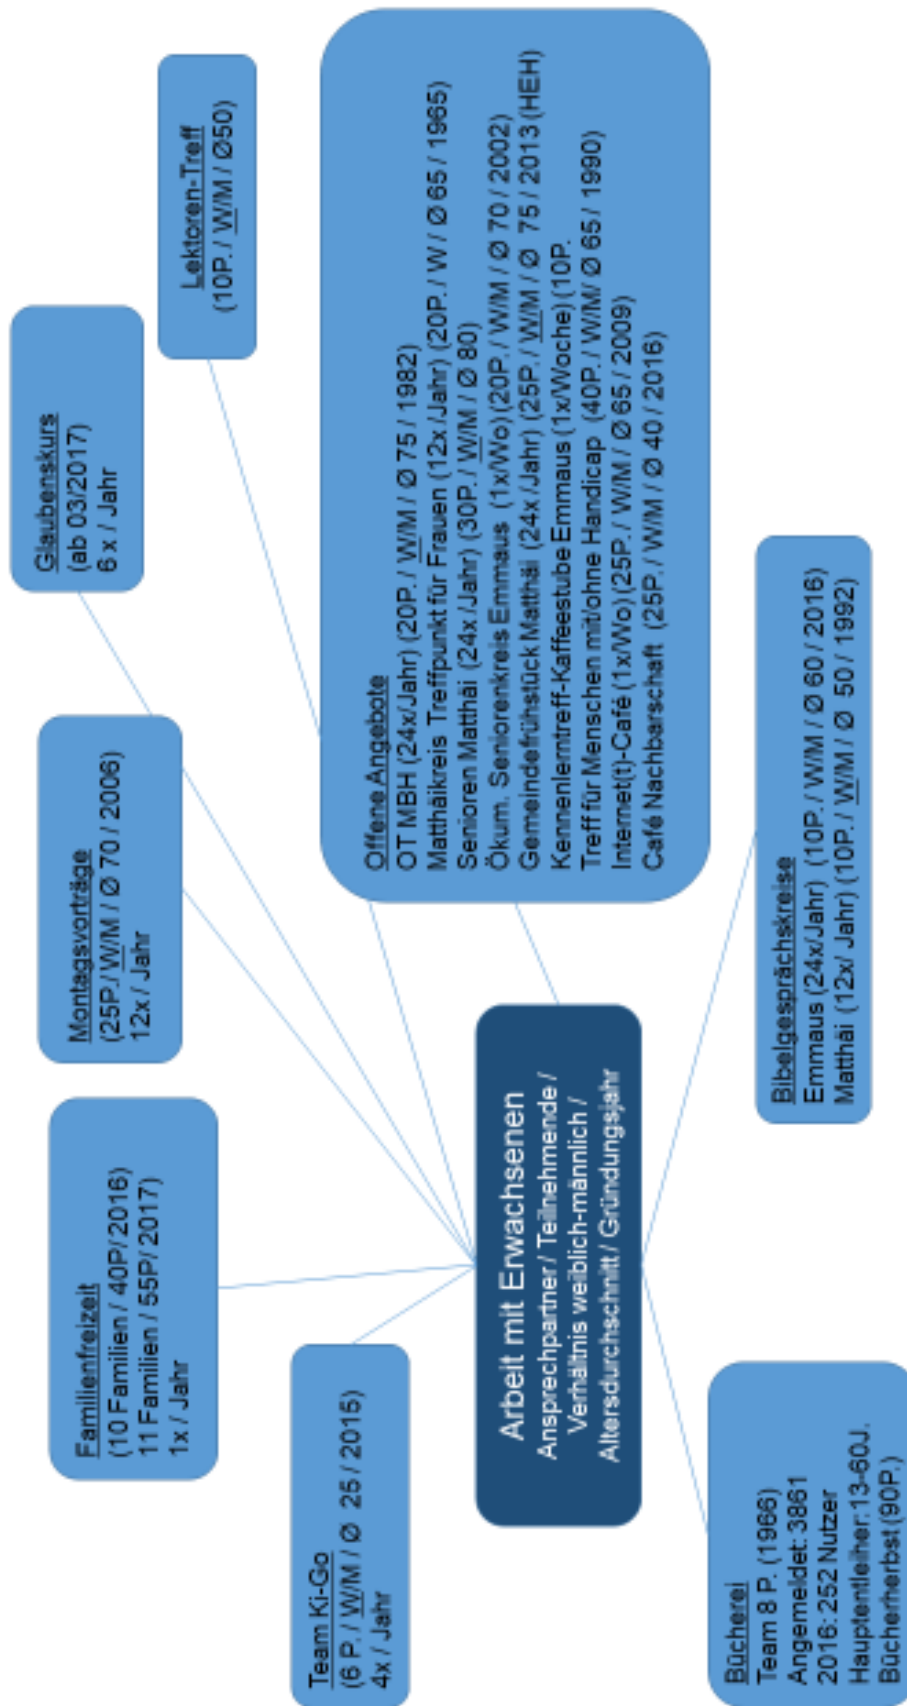 Team Ki-Go
(6 P. / W/M / Ø 25 / 2015)
4x / Jahr
Familienfreizeit
(10 Familien / 40P/ 2016)
11 Familien / 55P/ 2017)
1x / Jahr
Montagsvorträge
(25P./ W/M / Ø 70 / 2006)
12x / Jahr
Glaubenskurs
(ab 03/2017)
6 x / Jahr
Lektoren-Treff
(10P. / W/M / Ø50)
Arbeit mit Erwachsenen
Ansprechpartner / Teilnehmende /
Verhältnis weiblich-männlich /
Altersdurchschnitt / Gründungsjahr
Offene Angebote
OT MBH (24x/Jahr) (20P. / W/M / Ø 75 / 1982)
Matthäikreis Treffpunkt für Frauen (12x /Jahr) (20P. / W / Ø 65 / 1965)
Senioren Matthäi (24x /Jahr) (30P. / W/M / Ø 80)
Ökum. Seniorenkreis Emmaus (1x/Wo) (20P. / W/M / Ø 70 / 2002)
Gemeindefrühstück Matthäi (24x /Jahr) (25P. / W/M / Ø 75 / 2013 (HEH)
Kennenlerntreff-Kaffeestube Emmaus (1x/Woche) (10P.
Treff für Menschen mit/ohne Handicap (40P. / W/M/ Ø 65 / 1990)
Internet(t)-Café (1x/Wo) (25P. / W/M / Ø 65 / 2009)
Café Nachbarschaft (25P. / W/M / Ø 40 / 2016)
Bücherei
Team 8 P. (1966)
Angemeldet: 3861
2016: 252 Nutzer
Hauptentleiher:13-60J.
Bücherherbst (90P.)
Bibelgesprächskreise
Emmaus (24x/Jahr) (10P. / W/M / Ø 60 / 2016)
Matthäi (12x/ Jahr) (10P. / W/M / Ø 50 / 1992)